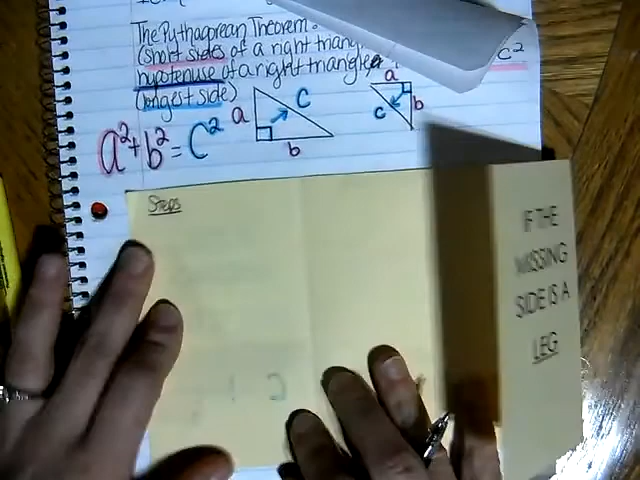 The Pythagorean Theorem
(short sides of a right
hypotenuse of a right triangle
(longest side)
c²
a² + b² = c²
a
c
b
a
c
b
Steps
IF THE
MISSING
SIDE IS A
LEG